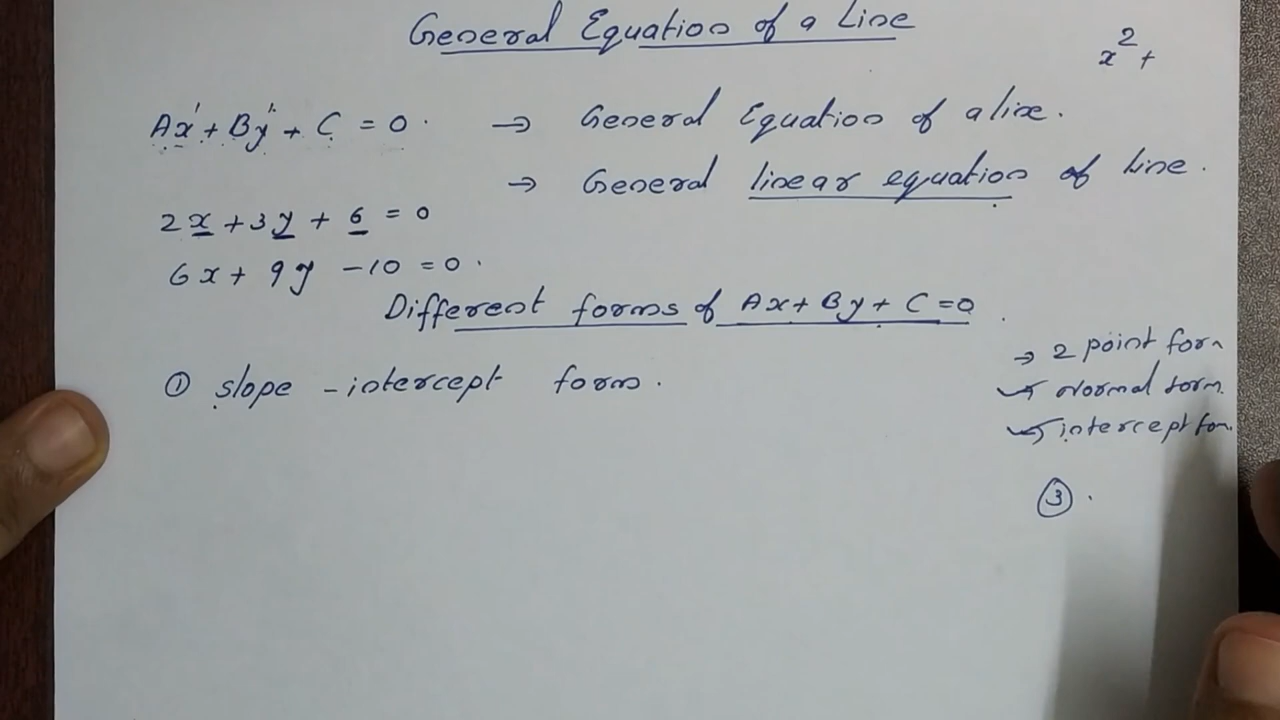 General Equation of a Line
x² +
Ax¹ + By¹ + C = 0. → General Equation of a line.
→ General linear equation of line.
2x + 3y + 6 = 0
6x + 9y - 10 = 0.
Different forms of Ax + By + C = 0
→ 2 point form
→ Normal form.
→ intercept for.
① slope - intercept form.
③.